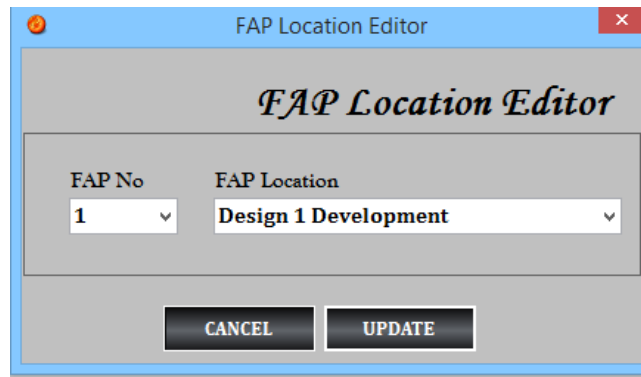 FAP Location Editor
FAP Location Editor
FAP No FAP Location
1 Design 1 Development
CANCEL UPDATE